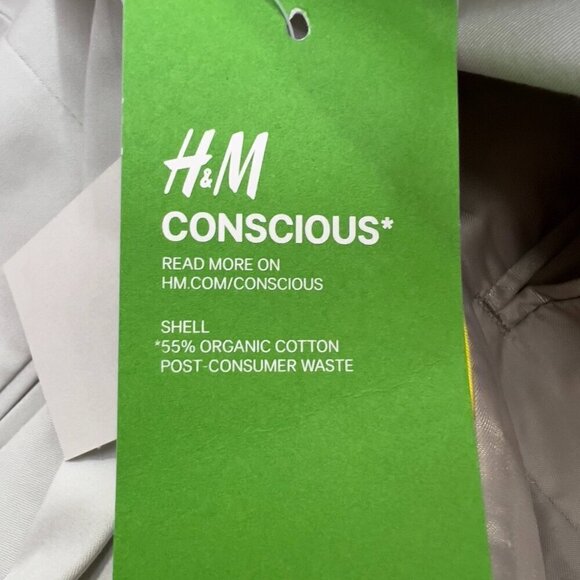 H&M
CONSCIOUS*
READ MORE ON
HM.COM/CONSCIOUS
SHELL
*55% ORGANIC COTTON
POST-CONSUMER WASTE